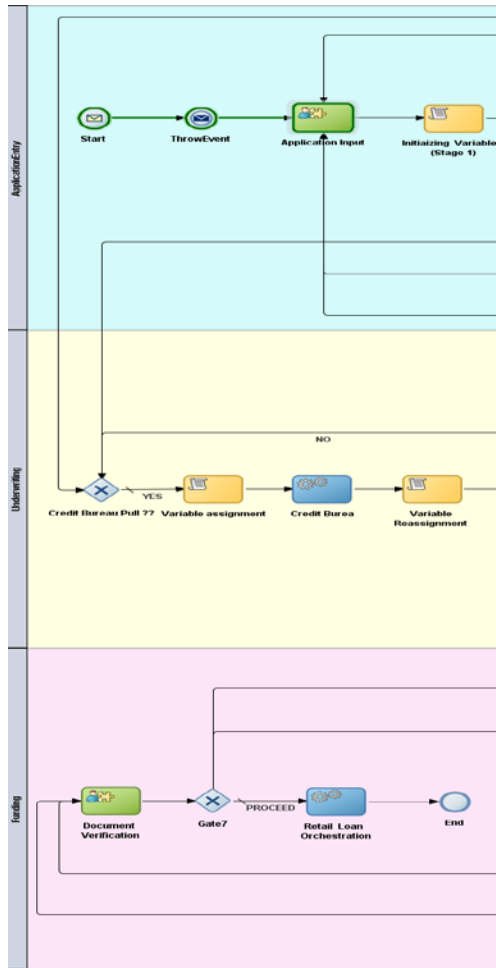 ApplicationEntry
Start
ThrowEvent
Application Input
Initiaizing Variable
(Stage 1)
Underwriting
NO
YES
Credit Bureau Pull ??
Variable assignment
Credit Burea
Variable
Reassignment
Funding
PROCEED
Document
Verification
Gate7
Retail Loan
Orchestration
End